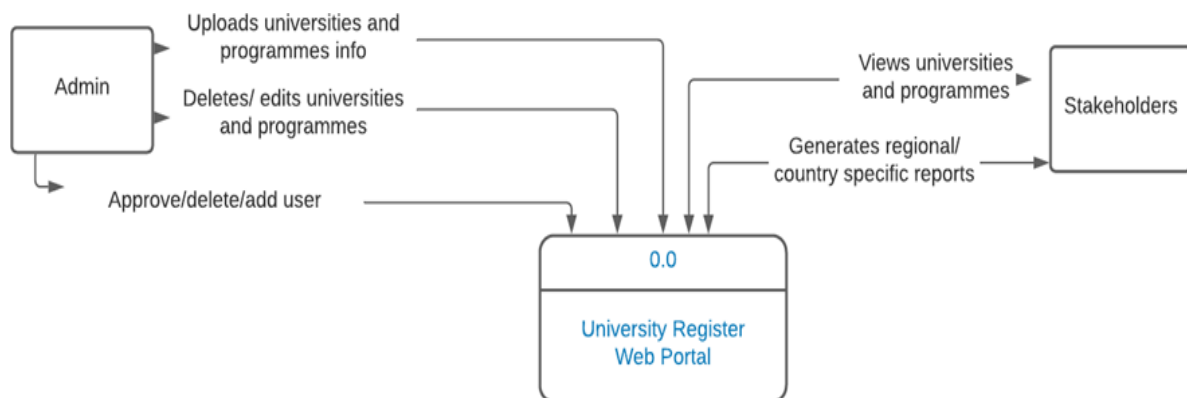 Uploads universities and
programmes info
Admin
Deletes/ edits universities
and programmes
Approve/delete/add user
Views universities
and programmes
Stakeholders
Generates regional/
country specific reports
0.0
University Register
Web Portal